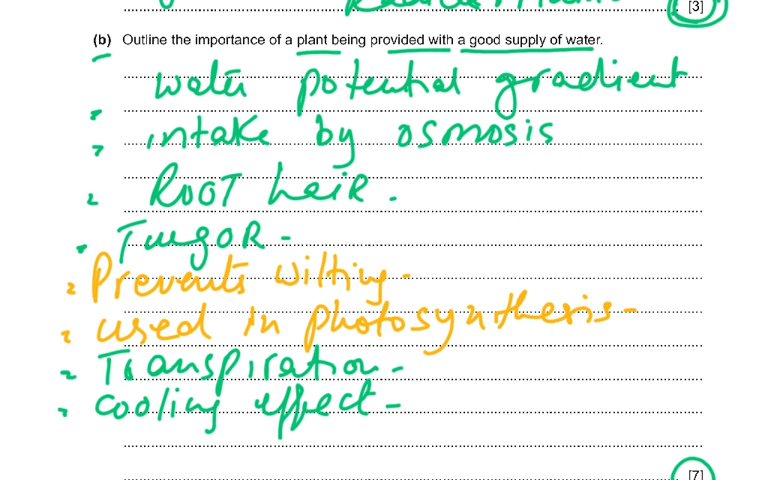 [3]
(b) Outline the importance of a plant being provided with a good supply of water.
water potential gradient
intake by osmosis
ROOT hair.
TurgoR -
Prevents wilting -
used in photosynthesis -
Transpiration -
cooling effect -
[7]